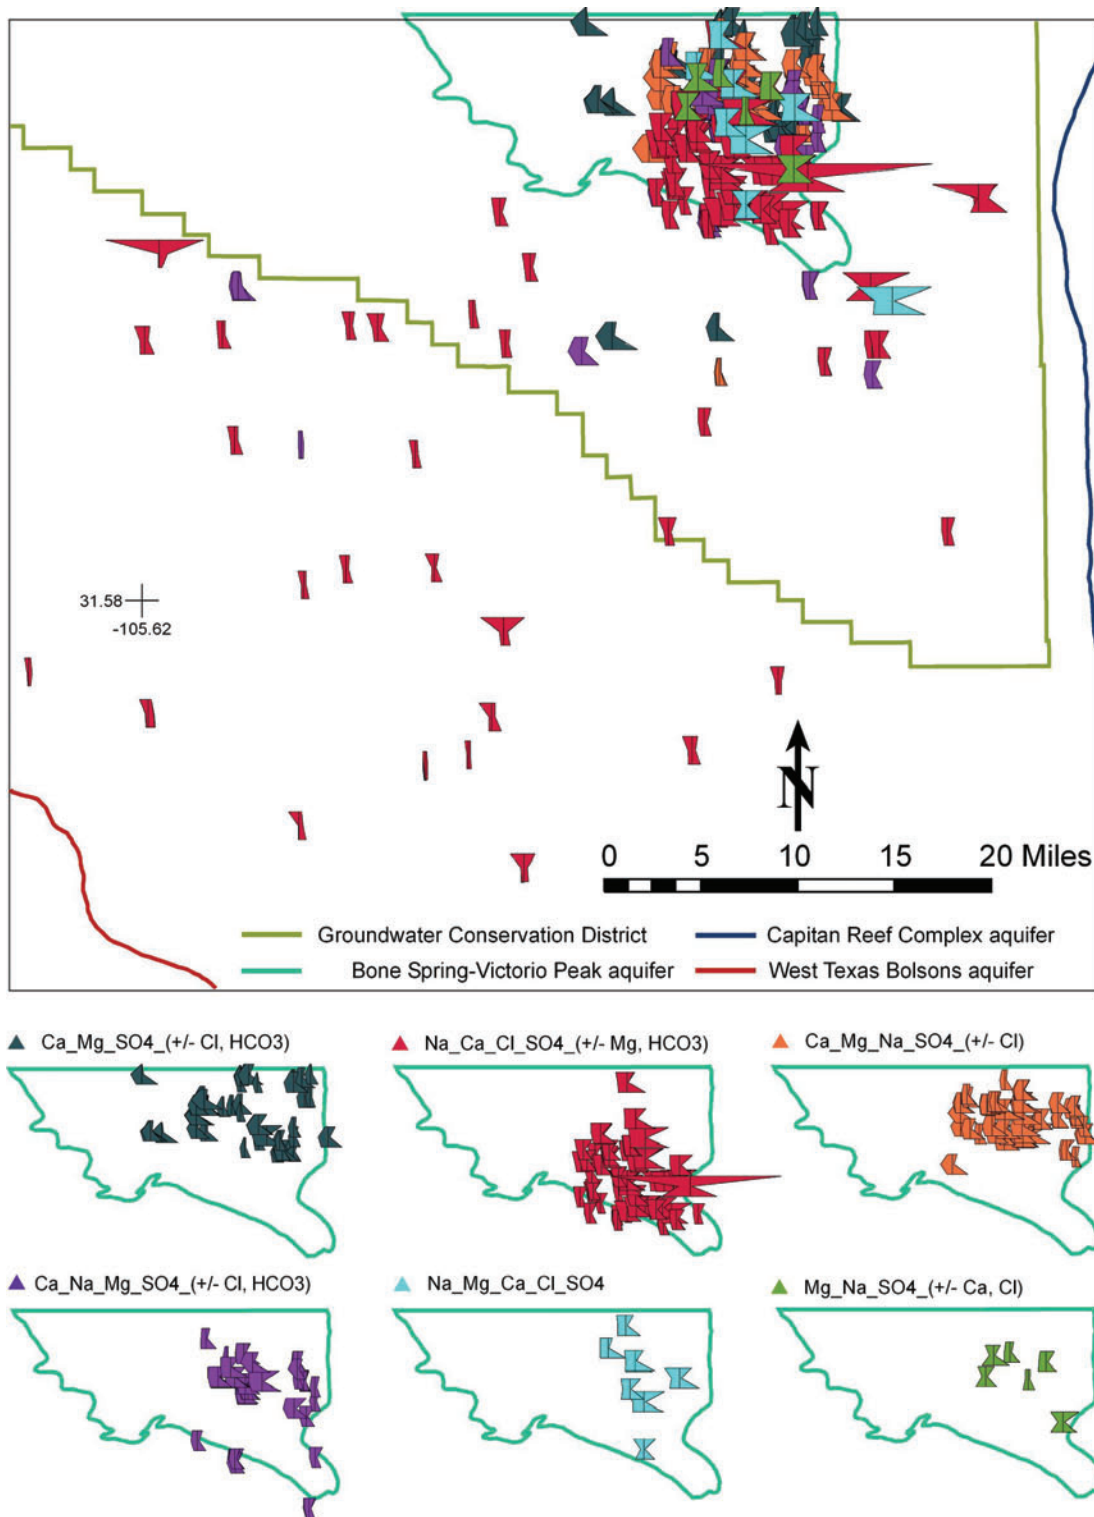 31.58
-105.62
N
0 5 10 15 20 Miles
Groundwater Conservation District
Capitan Reef Complex aquifer
Bone Spring-Victorio Peak aquifer
West Texas Bolsons aquifer
Ca_Mg_SO4_(+/- Cl, HCO3)
Na_Ca_Cl_SO4_(+/- Mg, HCO3)
Ca_Mg_Na_SO4_(+/- Cl)
Ca_Na_Mg_SO4_(+/- Cl, HCO3)
Na_Mg_Ca_Cl_SO4
Mg_Na_SO4_(+/- Ca, Cl)